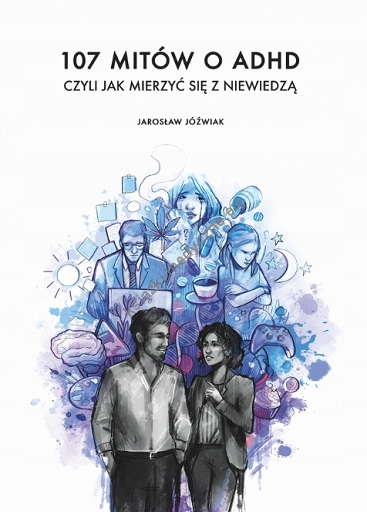 107 MITÓW O ADHD
CZYLI JAK MIERZYĆ SIĘ Z NIEWIEDZĄ
JAROSŁAW JÓŹWIAK